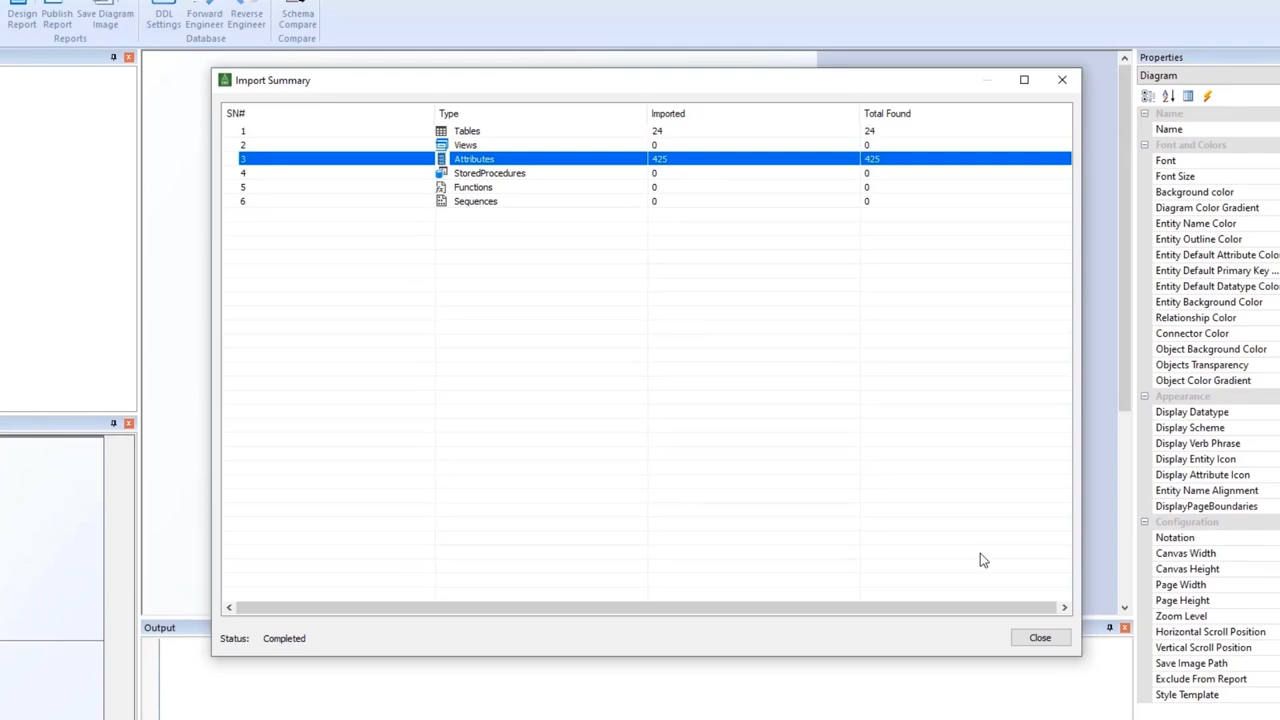 Design Publish Save Diagram DDL Forward Reverse Schema
Report Report Image Settings Engineer Engineer Compare
Reports Database Compare
Properties
Diagram
Import Summary
SN# Type Imported Total Found
1 Tables 24 24
2 Views 0 0
3 Attributes 425 425
4 StoredProcedures 0 0
5 Functions 0 0
6 Sequences 0 0
Status: Completed
Close
Output
Name
Name
Font and Colors
Font
Font Size
Background color
Diagram Color Gradient
Entity Name Color
Entity Outline Color
Entity Default Attribute Colo
Entity Default Primary Key ...
Entity Default Datatype Colo
Entity Background Color
Relationship Color
Connector Color
Object Background Color
Objects Transparency
Object Color Gradient
Appearance
Display Datatype
Display Scheme
Display Verb Phrase
Display Entity Icon
Display Attribute Icon
Entity Name Alignment
DisplayPageBoundaries
Configuration
Notation
Canvas Width
Canvas Height
Page Width
Page Height
Zoom Level
Horizontal Scroll Position
Vertical Scroll Position
Save Image Path
Exclude From Report
Style Template